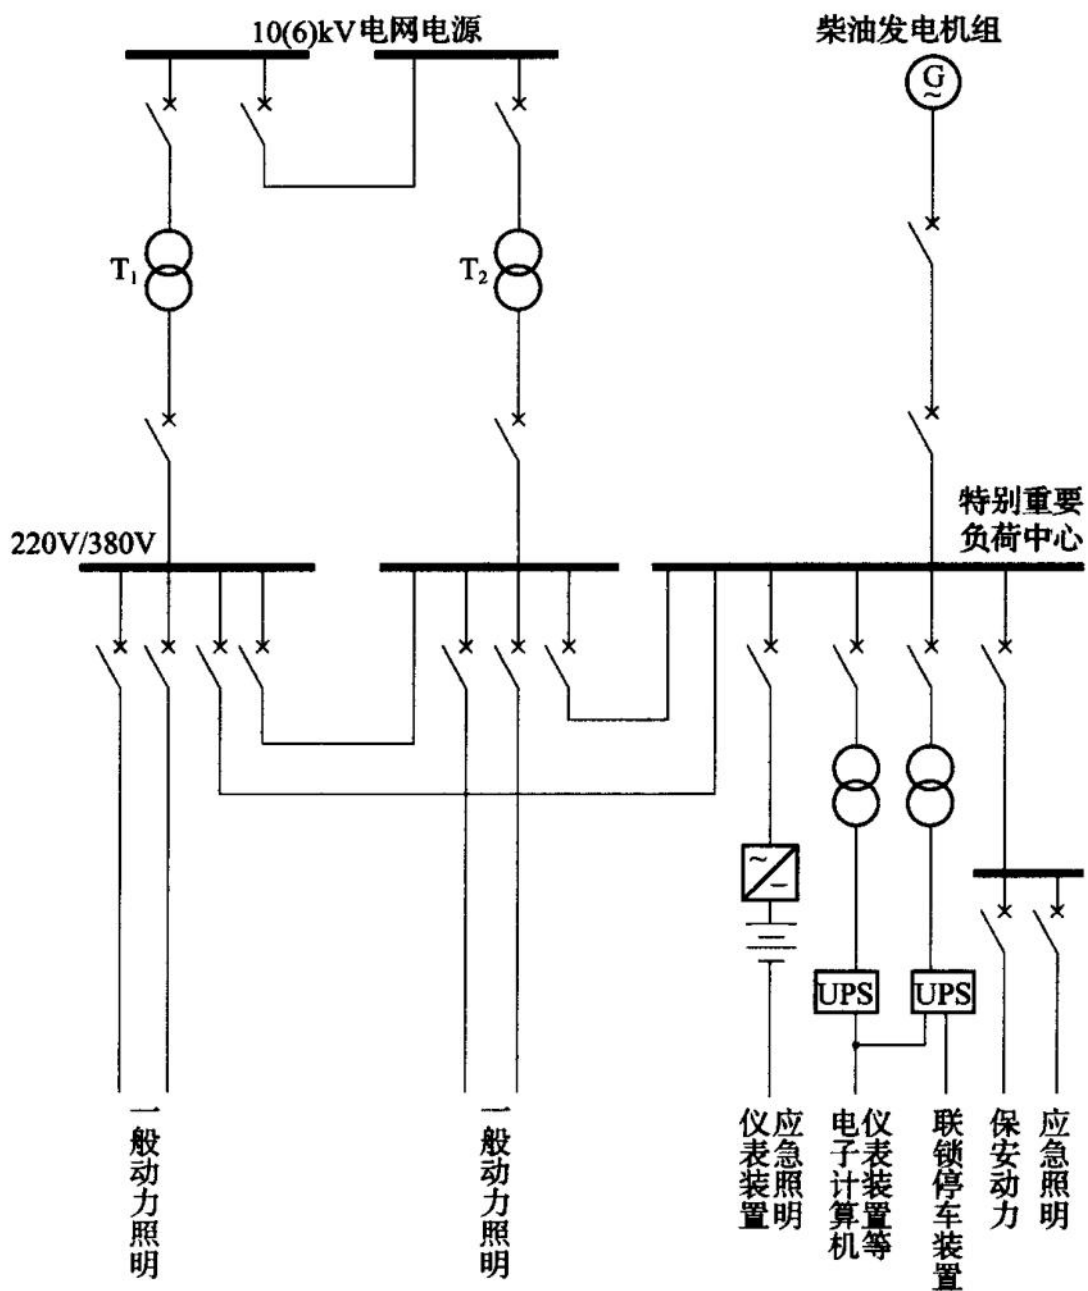 10(6)kV 电网电源
柴油发电机组
G
~
T₁
T₂
220V/380V
特别重要
负荷中心
~
−
UPS
UPS
一般动力照明
一般动力照明
应急照明
仪表装置
仪表装置等
电子计算机
联锁停车装置
保安动力
应急照明